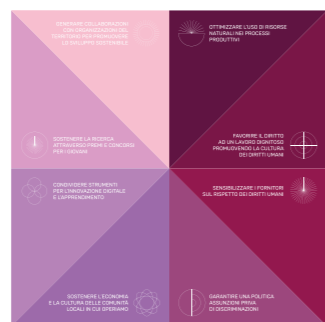 GENERARE COLLABORAZIONI
CON ORGANIZZAZIONI DEL
TERRITORIO PER PROMUOVERE
LO SVILUPPO SOSTENIBILE
OTTIMIZZARE L'USO DI RISORSE
NATURALI NEI PROCESSI
PRODUTTIVI
SOSTENERE LA RICERCA
ATTRAVERSO PREMI E CONCORSI
PER I GIOVANI
FAVORIRE IL DIRITTO
AD UN LAVORO DIGNITOSO
PROMUOVENDO LA CULTURA
DEI DIRITTI UMANI
CONDIVIDERE STRUMENTI
PER L'INNOVAZIONE DIGITALE
E L'APPRENDIMENTO
SENSIBILIZZARE I FORNITORI
SUL RISPETTO DEI DIRITTI UMANI
SOSTENERE L'ECONOMIA
E LA CULTURA DELLE COMUNITÀ
LOCALI IN CUI OPERIAMO
GARANTIRE UNA POLITICA
ASSUNZIONI PRIVA
DI DISCRIMINAZIONI